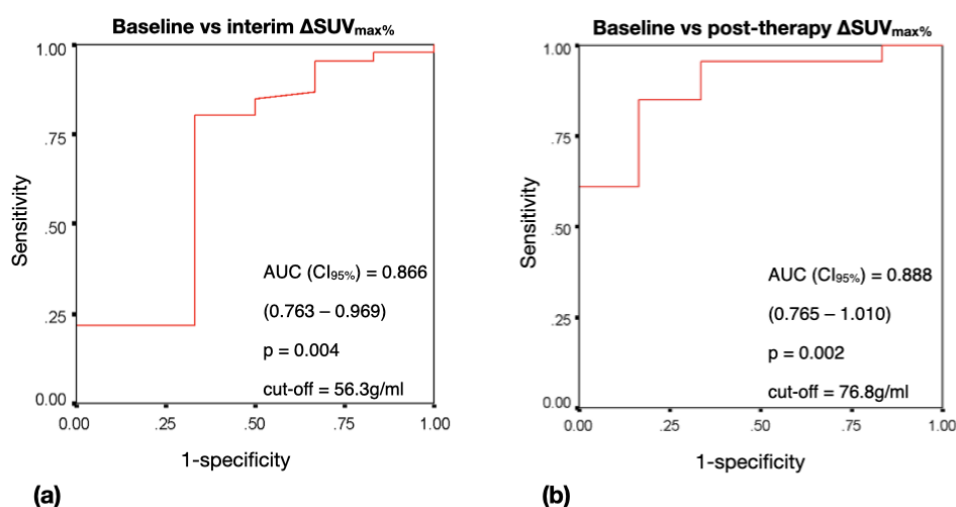 Baseline vs interim ΔSUVmax%
1.00
.75
.50
.25
0.00
Sensitivity
AUC (CI95%) = 0.866
(0.763 – 0.969)
p = 0.004
cut-off = 56.3g/ml
0.00
.25
.50
.75
1.00
1-specificity
(a)
Baseline vs post-therapy ΔSUVmax%
1.00
.75
.50
.25
0.00
Sensitivity
AUC (CI95%) = 0.888
(0.765 – 1.010)
p = 0.002
cut-off = 76.8g/ml
0.00
.25
.50
.75
1.00
1-specificity
(b)